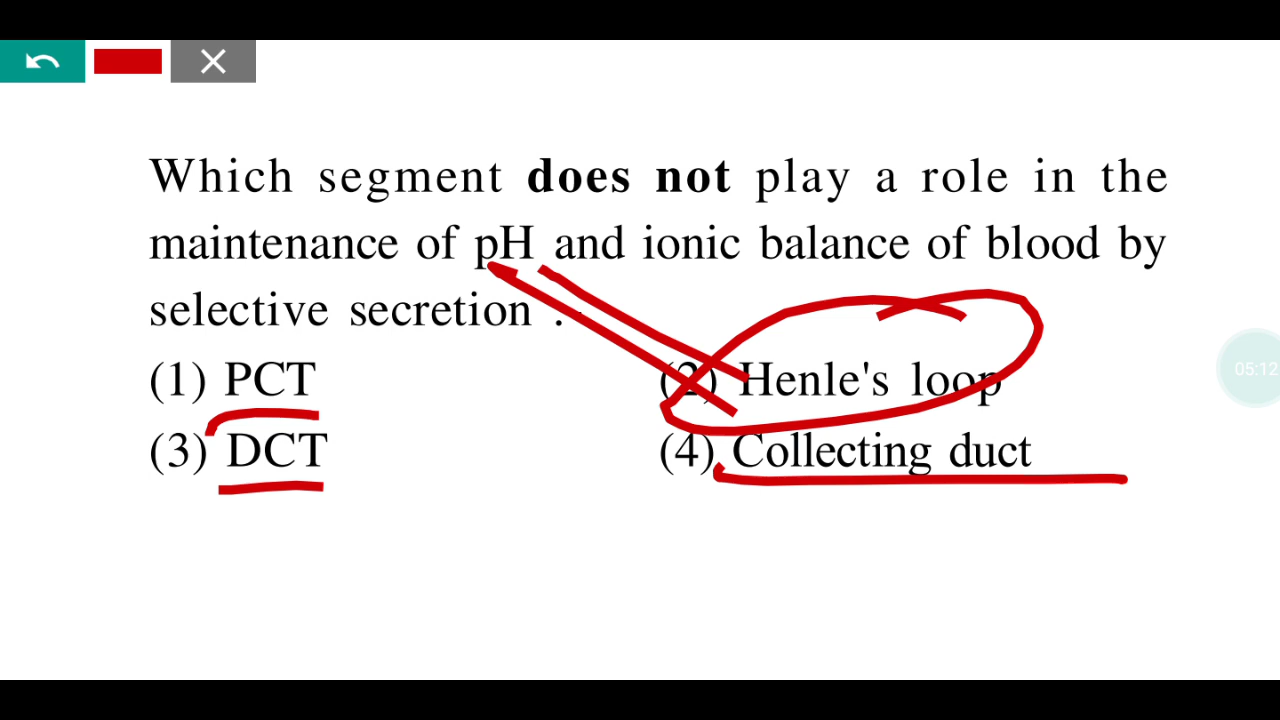 Which segment does not play a role in the
maintenance of pH and ionic balance of blood by
selective secretion :-
(1) PCT (2) Henle's loop
(3) DCT (4) Collecting duct
05:12